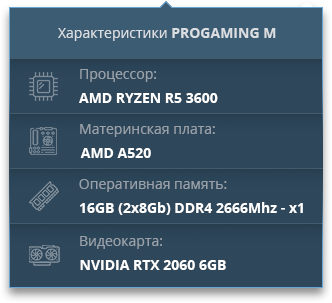 Характеристики PROGAMING M
Процессор:
AMD RYZEN R5 3600
Материнская плата:
AMD A520
Оперативная память:
16GB (2x8Gb) DDR4 2666Mhz - x1
Видеокарта:
NVIDIA RTX 2060 6GB